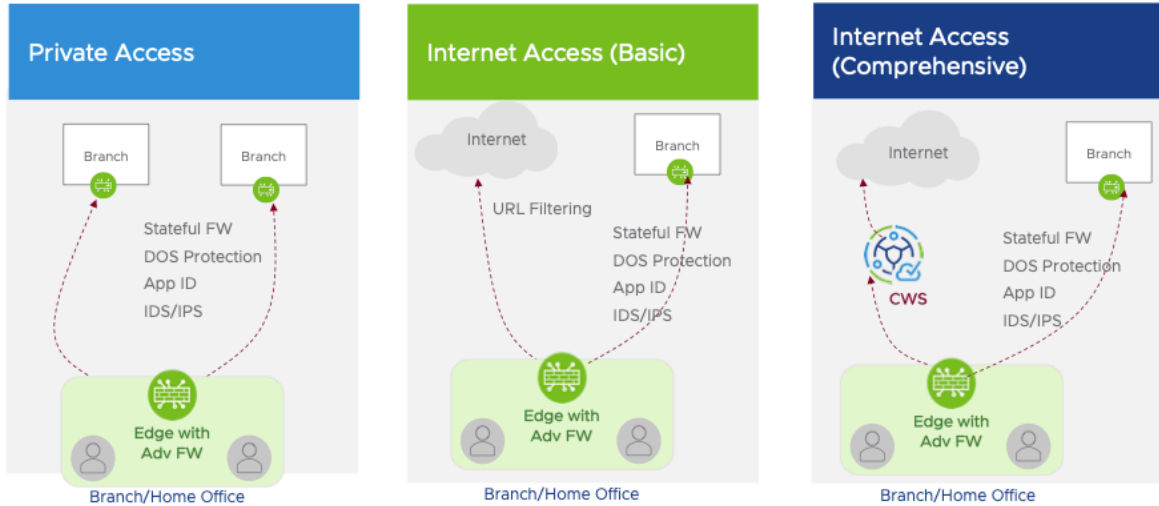 Private Access
Branch
Branch
Stateful FW
DOS Protection
App ID
IDS/IPS
Edge with
Adv FW
Branch/Home Office
Internet Access (Basic)
Internet
Branch
URL Filtering
Stateful FW
DOS Protection
App ID
IDS/IPS
Edge with
Adv FW
Branch/Home Office
Internet Access
(Comprehensive)
Internet
Branch
Stateful FW
DOS Protection
App ID
IDS/IPS
CWS
Edge with
Adv FW
Branch/Home Office